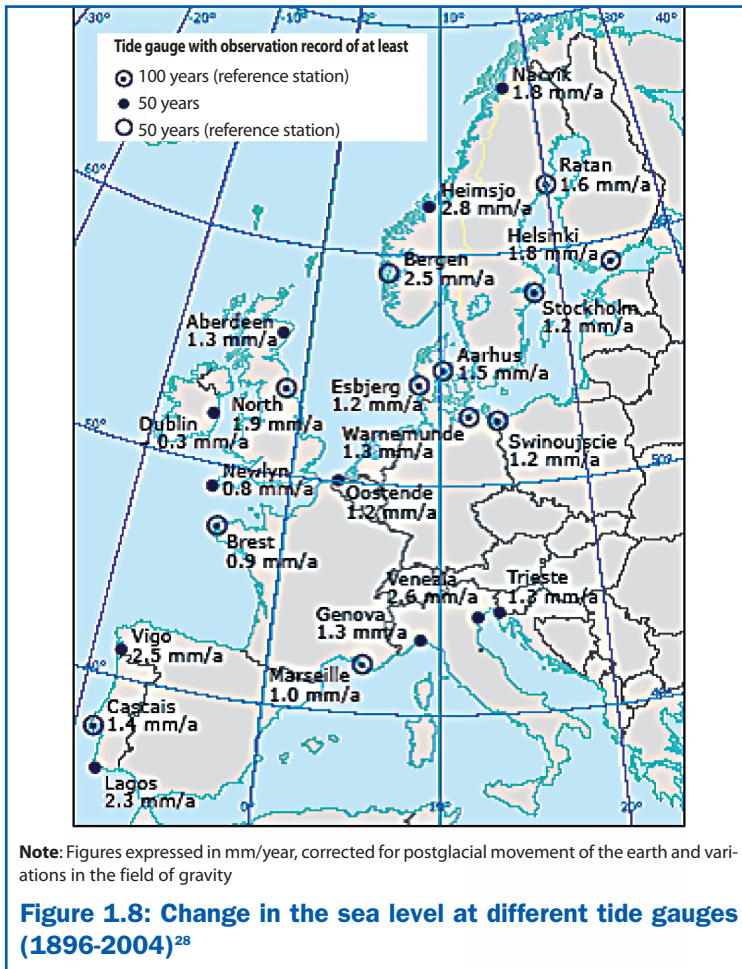 -30°
-20°
-10°
0°
10°
20°
30°
40°
Tide gauge with observation record of at least
100 years (reference station)
50 years
50 years (reference station)
Narvik
1.8 mm/a
60°
Ratan
1.6 mm/a
Heimsjo
2.8 mm/a
Helsinki
1.8 mm/a
Bergen
2.5 mm/a
Stockholm
1.2 mm/a
Aberdeen
1.3 mm/a
Aarhus
1.5 mm/a
Esbjerg
1.2 mm/a
North
1.9 mm/a
Dublin
0.3 mm/a
50°
Warnemunde
1.3 mm/a
Swinoujscie
1.2 mm/a
50°
Newlyn
0.8 mm/a
Oostende
1.2 mm/a
Brest
0.9 mm/a
Venezia
2.6 mm/a
Trieste
1.3 mm/a
Genova
1.3 mm/a
Vigo
2.5 mm/a
40°
Marseille
1.0 mm/a
Cascais
1.4 mm/a
Lagos
2.3 mm/a
0°
10°
20°
Note: Figures expressed in mm/year, corrected for postglacial movement of the earth and vari-
ations in the field of gravity
Figure 1.8: Change in the sea level at different tide gauges
(1896-2004)28